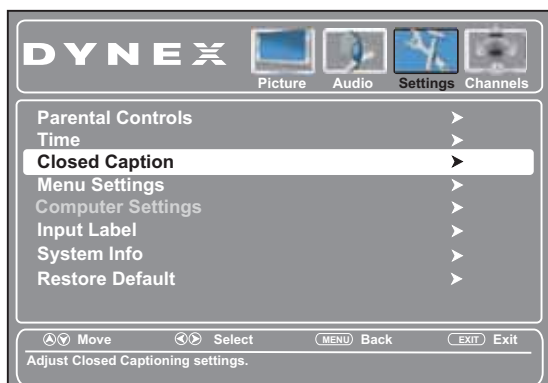 DYNEX
Picture Audio Settings Channels
Parental Controls
Time
Closed Caption
Menu Settings
Computer Settings
Input Label
System Info
Restore Default
Move Select MENU Back EXIT Exit
Adjust Closed Captioning settings.